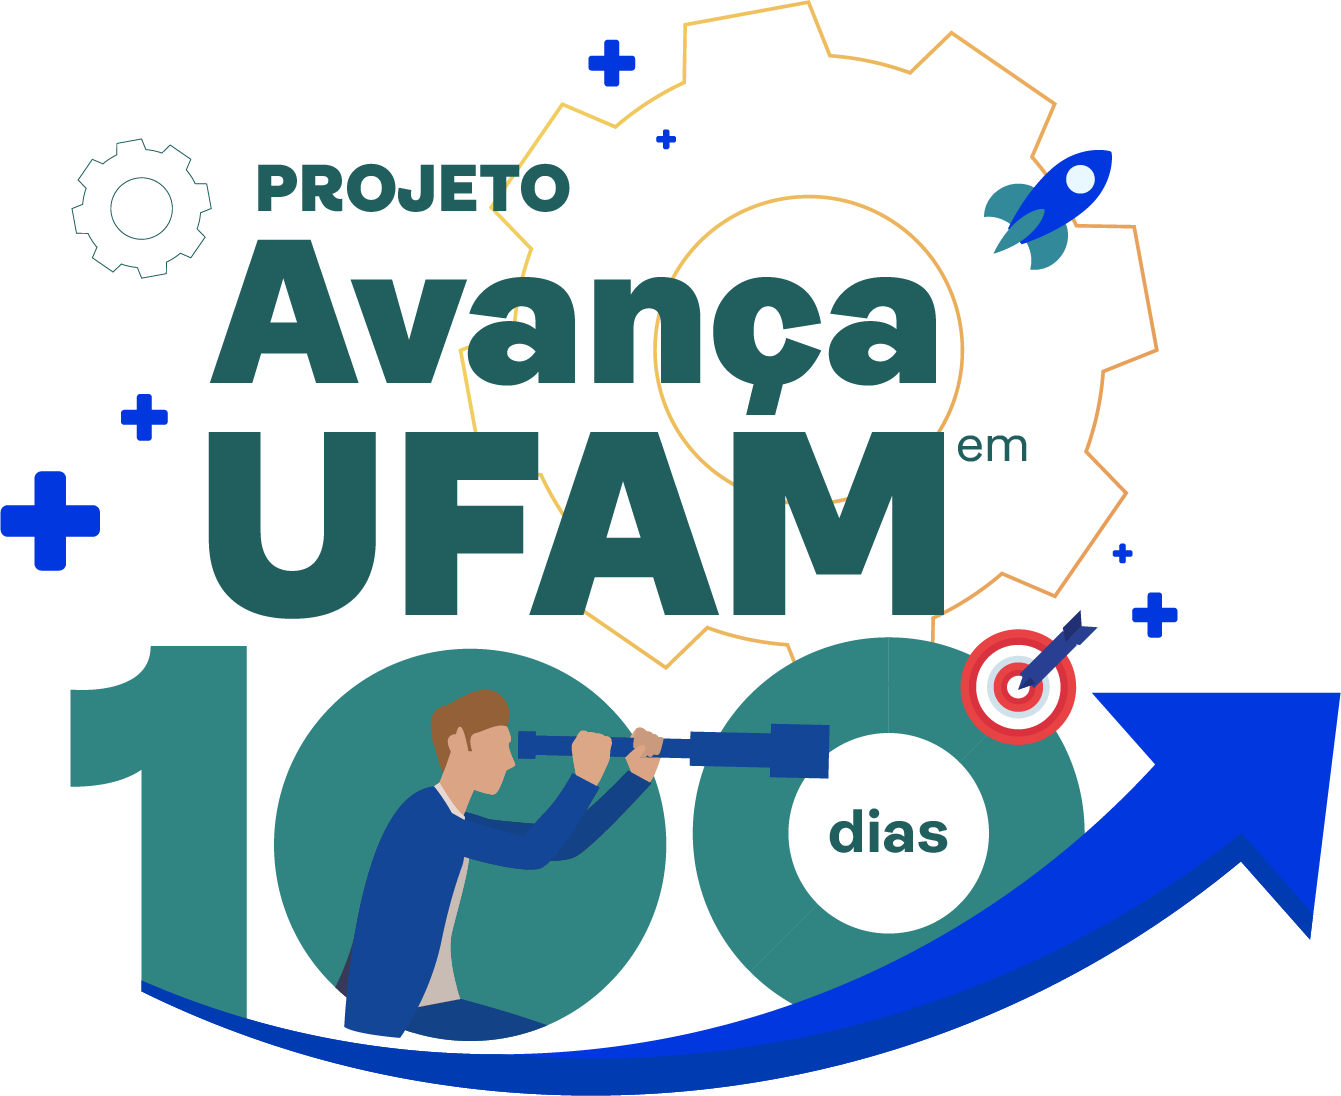 PROJETO
Avança
UFAM em
100
dias